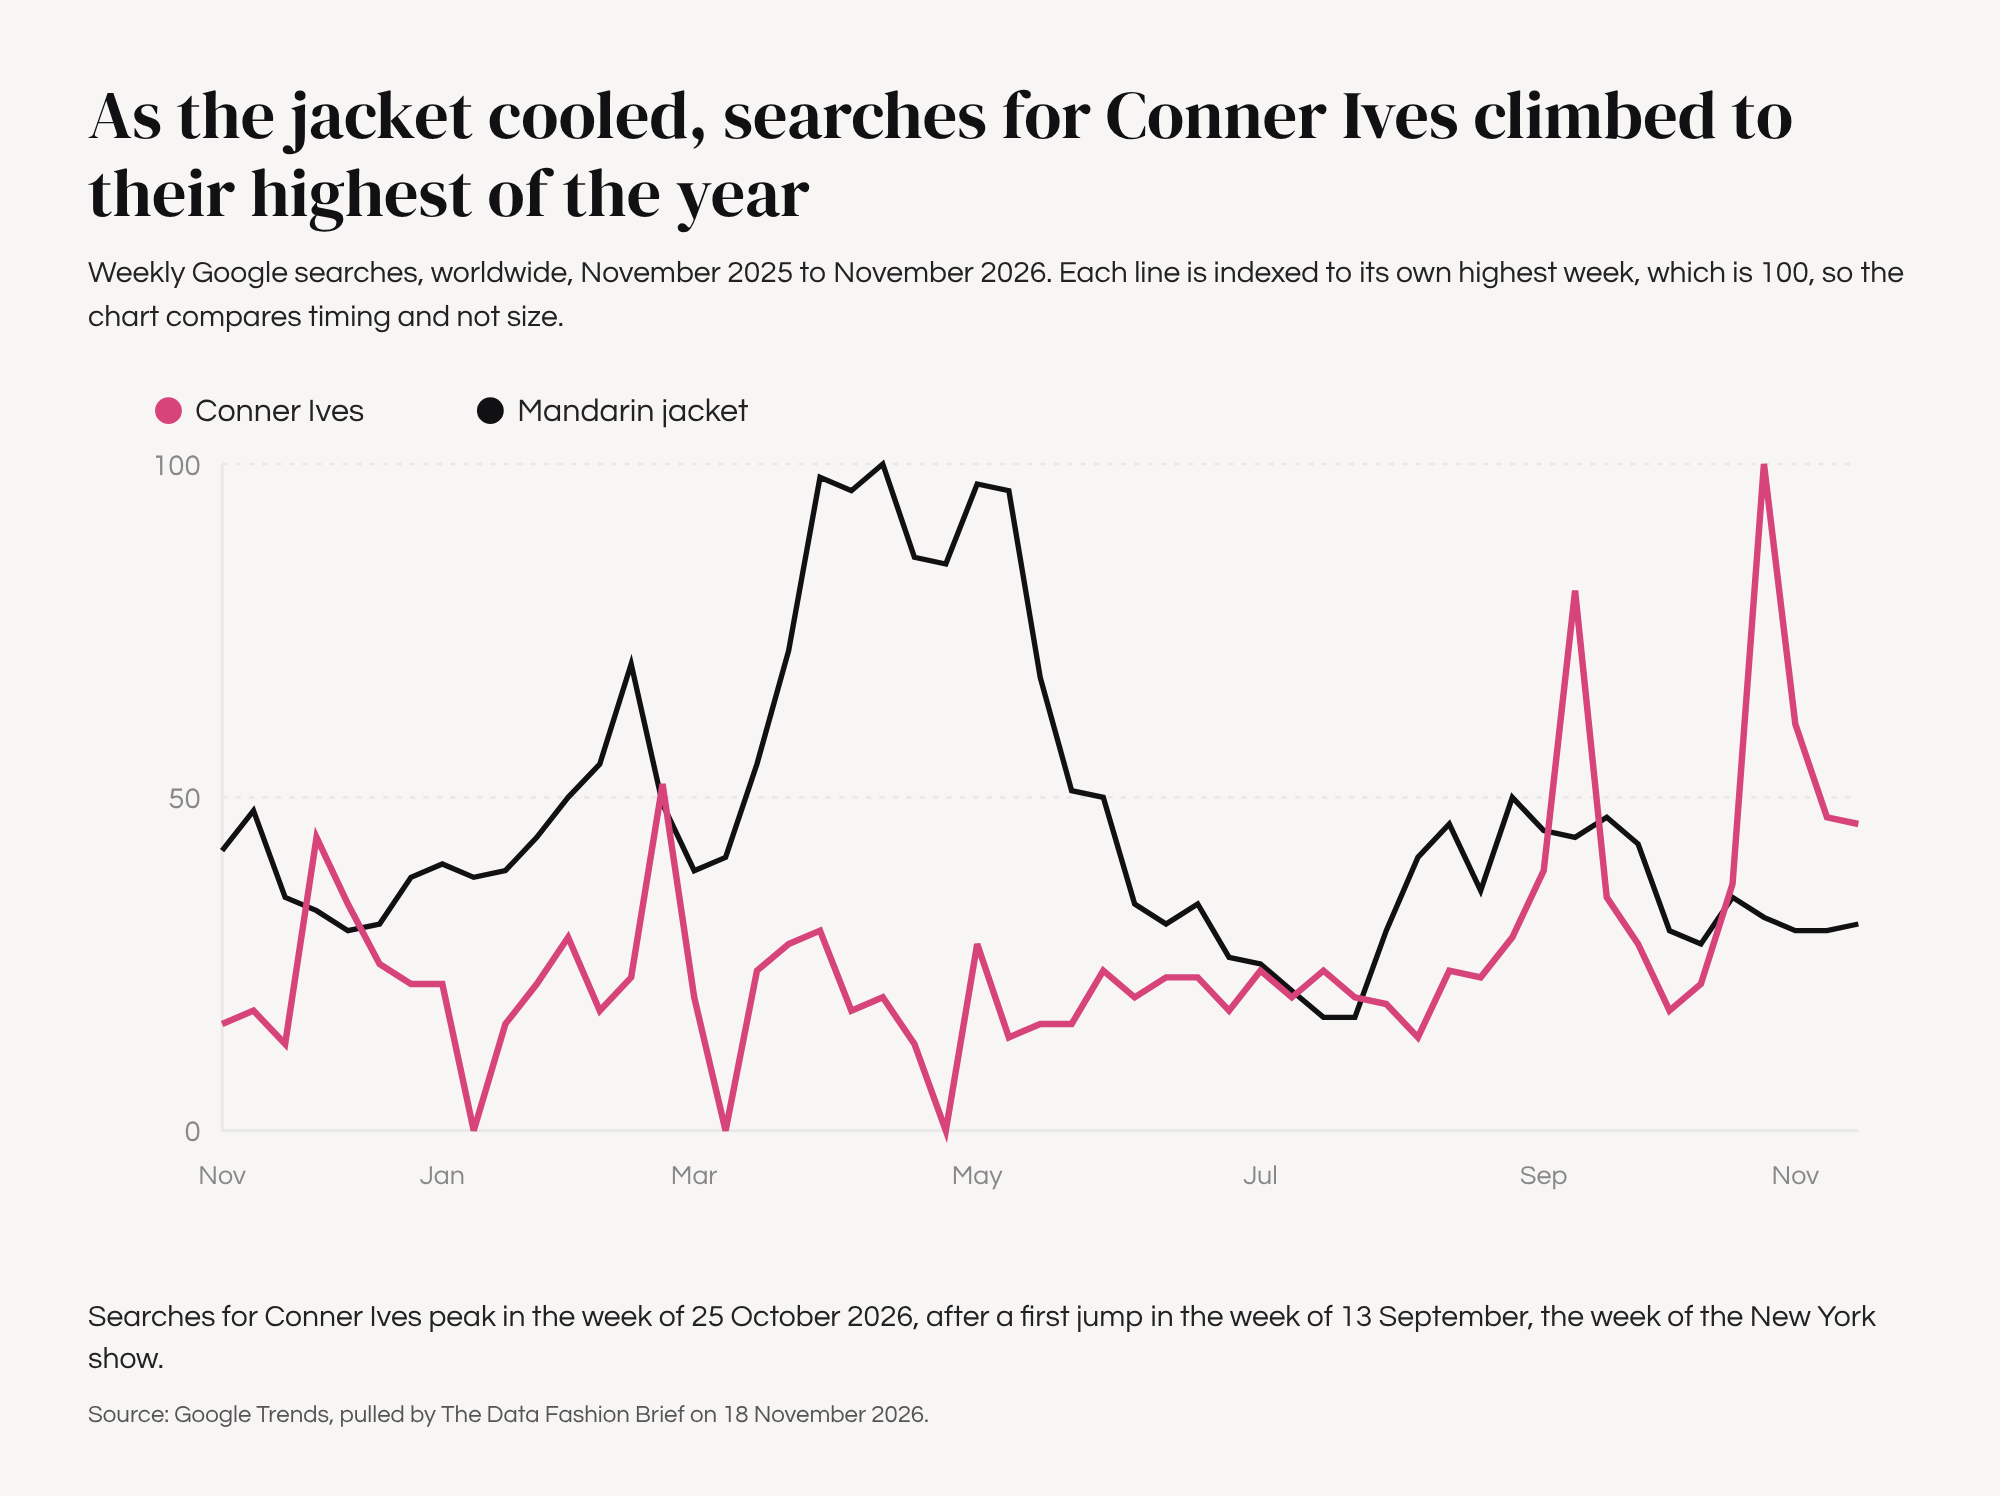 As the jacket cooled, searches for Conner Ives climbed to
their highest of the year
Weekly Google searches, worldwide, November 2025 to November 2026. Each line is indexed to its own highest week, which is 100, so the
chart compares timing and not size.
Conner Ives
Mandarin jacket
100
50
0
Nov
Jan
Mar
May
Jul
Sep
Nov
Searches for Conner Ives peak in the week of 25 October 2026, after a first jump in the week of 13 September, the week of the New York
show.
Source: Google Trends, pulled by The Data Fashion Brief on 18 November 2026.